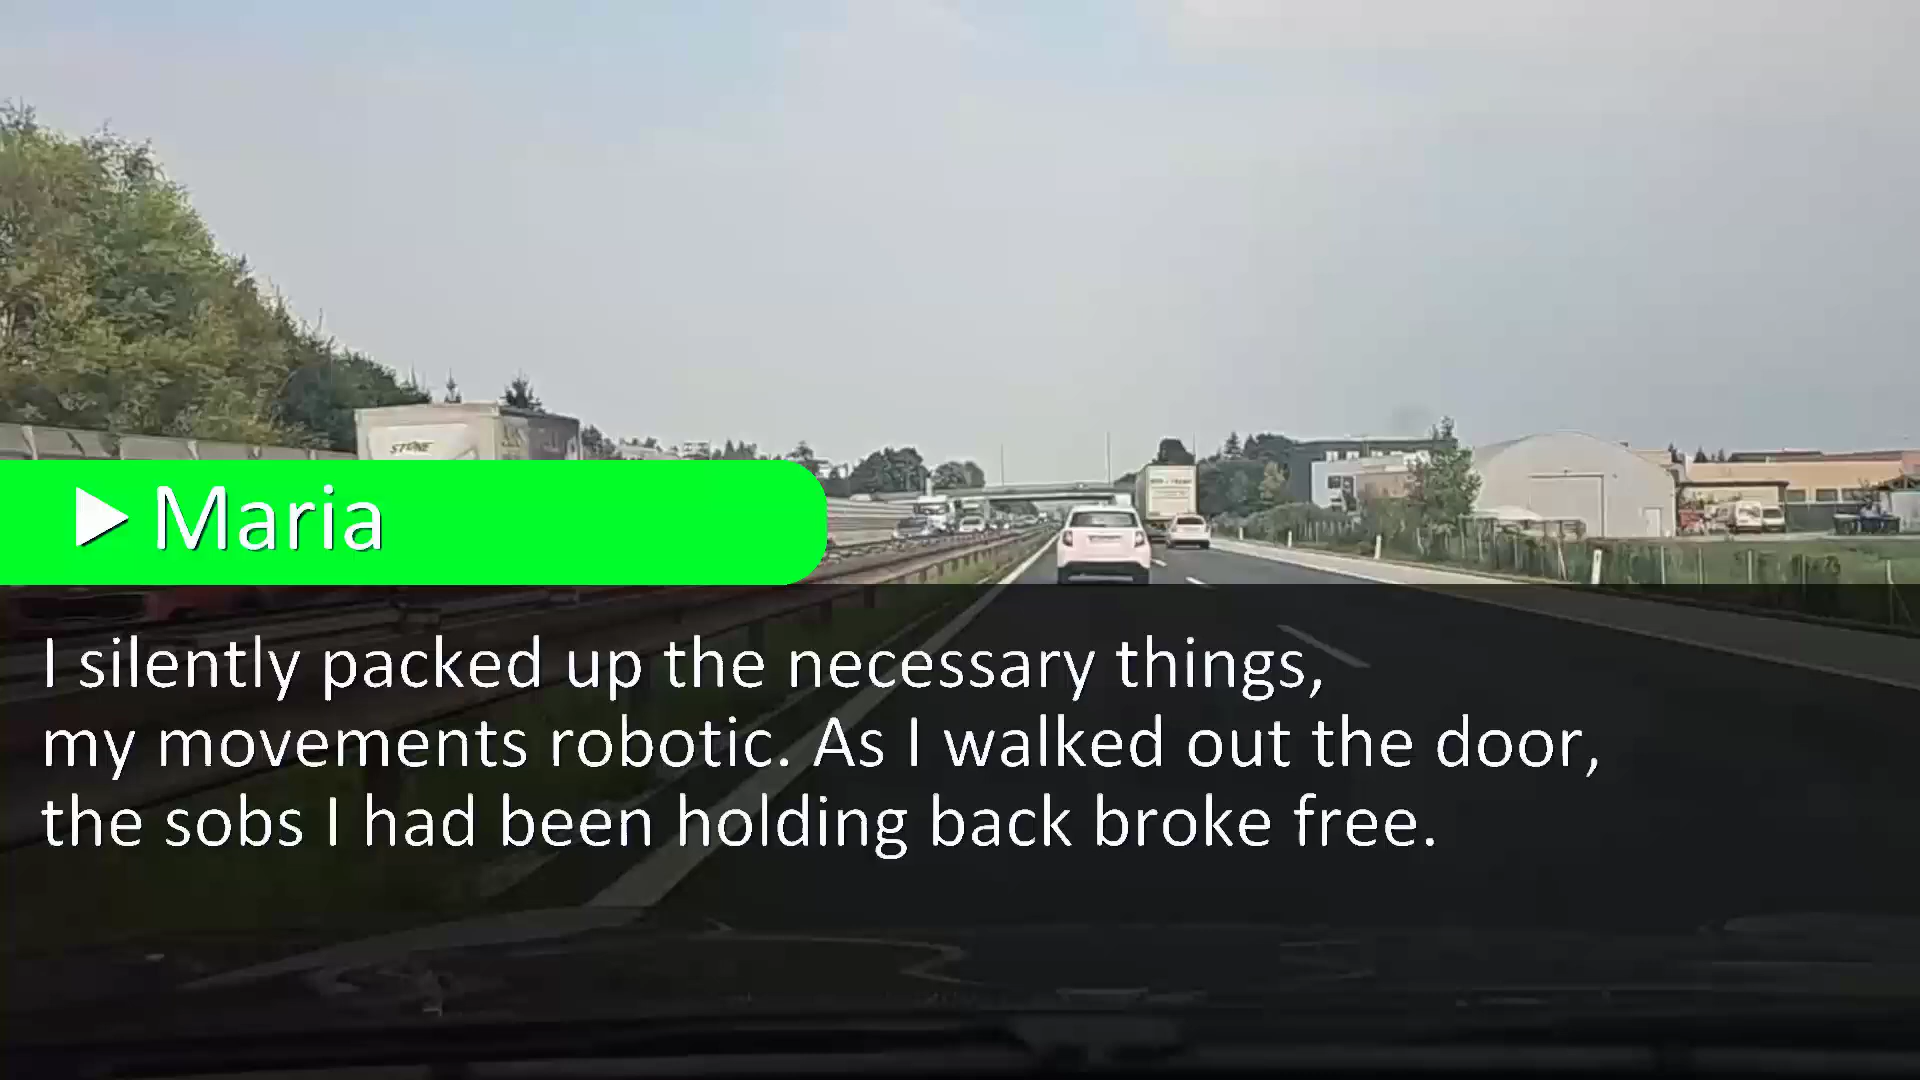 Maria
I silently packed up the necessary things,
my movements robotic. As I walked out the door,
the sobs I had been holding back broke free.